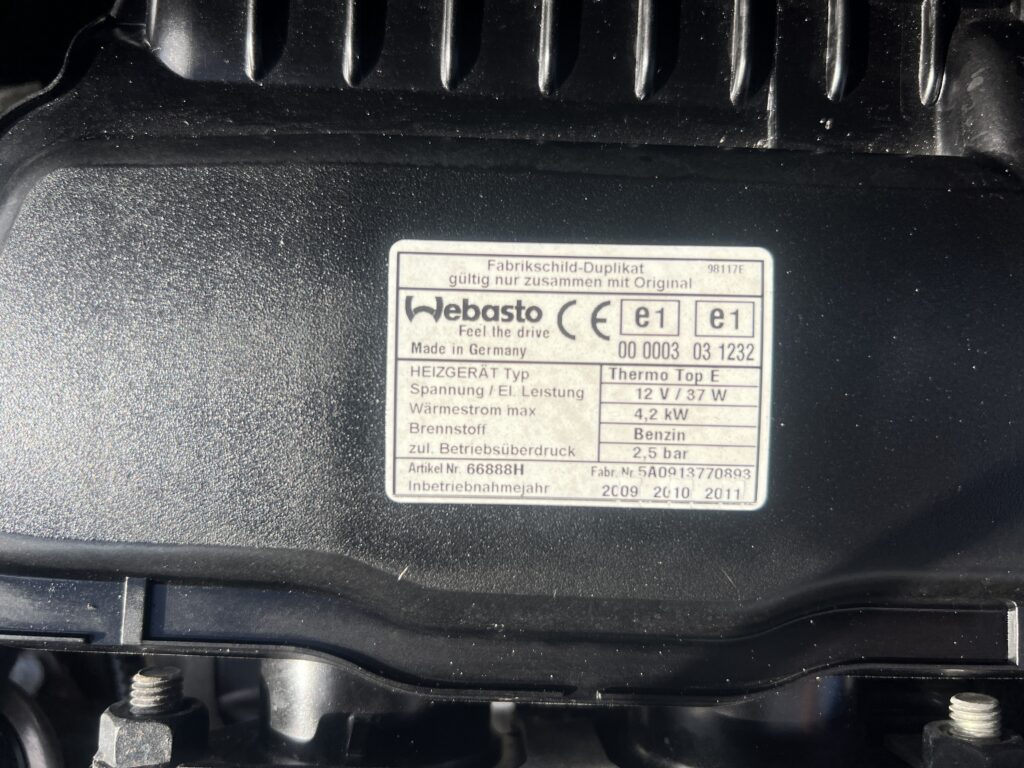 Fabrikschild-Duplikat 98117E
gültig nur zusammen mit Original
Webasto CE e1 e1
Feel the drive
Made in Germany 00 0003 03 1232
HEIZGERÄT Typ Thermo Top E
Spannung / El. Leistung 12 V / 37 W
Wärmestrom max 4,2 kW
Brennstoff Benzin
zul. Betriebsüberdruck 2,5 bar
Artikel Nr. 66888H Fabr. Nr. 5A0913770893
Inbetriebnahmejahr 2009 2010 2011